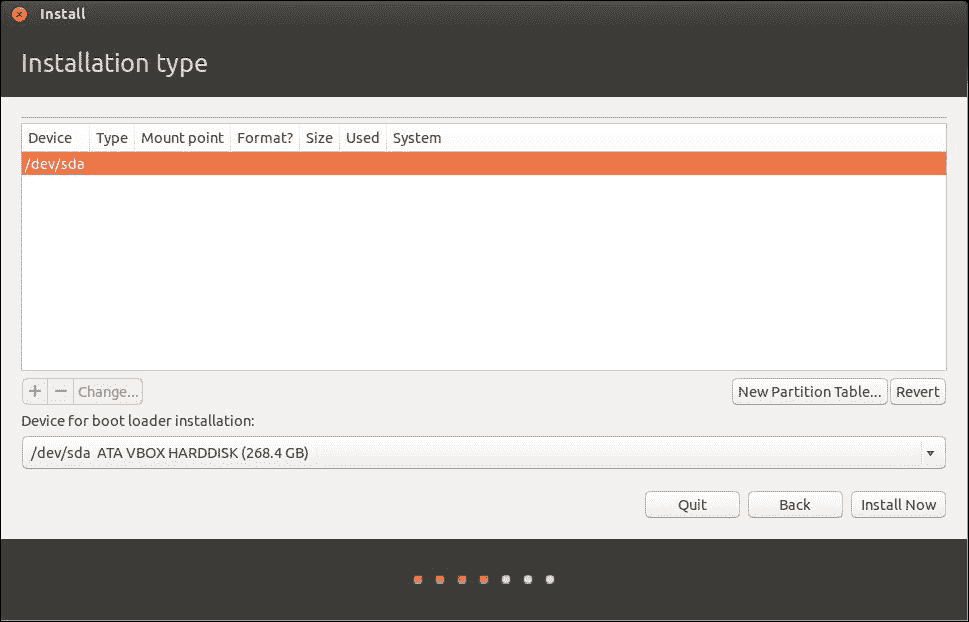 Install
Installation type
Device Type Mount point Format? Size Used System
/dev/sda
+ − Change... New Partition Table... Revert
Device for boot loader installation:
/dev/sda ATA VBOX HARDDISK (268.4 GB)
Quit Back Install Now